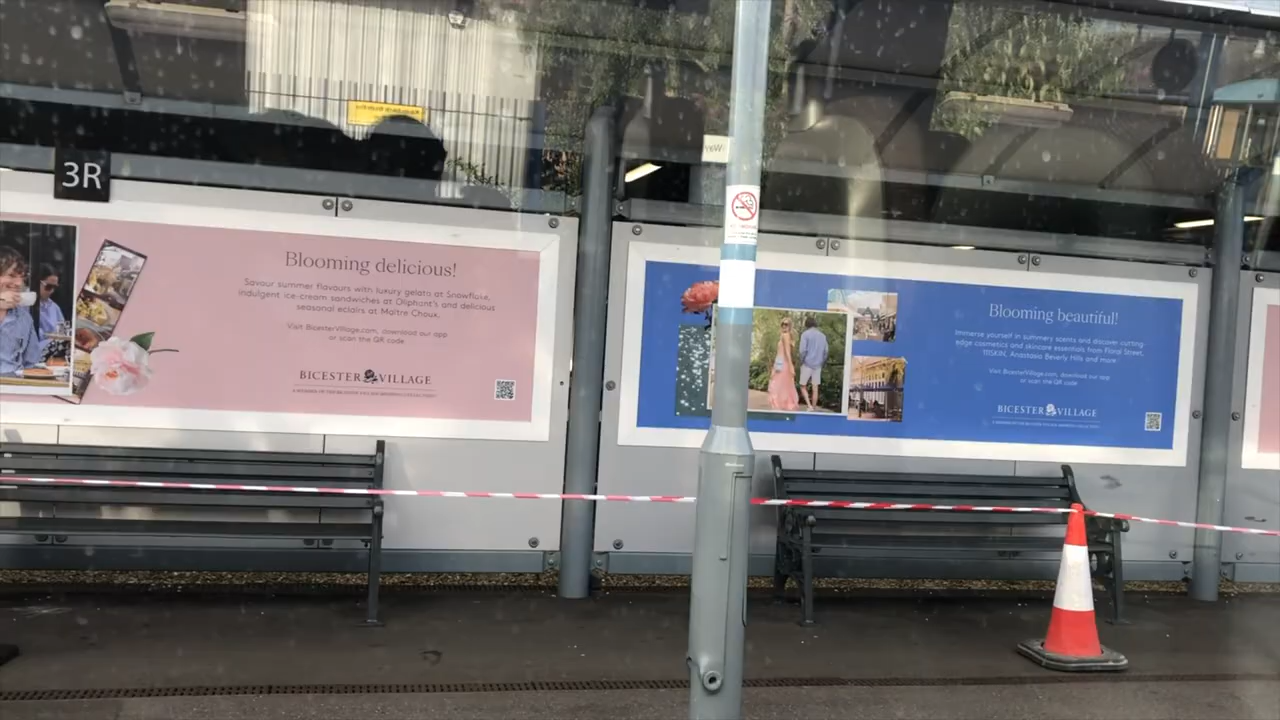 3R
Blooming delicious!
Savour summer flavours with luxury gelato at Snowflake,
indulgent ice-cream sandwiches at Oliphant's and delicious
seasonal eclairs at Maître Choux.
Visit BicesterVillage.com, download our app
or scan the QR code
BICESTER VILLAGE
Blooming beautiful!
Immerse yourself in summery scents and discover cutting-
edge cosmetics and skincare essentials from Floral Street,
111SKIN, Anastasia Beverly Hills and more
Visit BicesterVillage.com, download our app
or scan the QR code
BICESTER VILLAGE